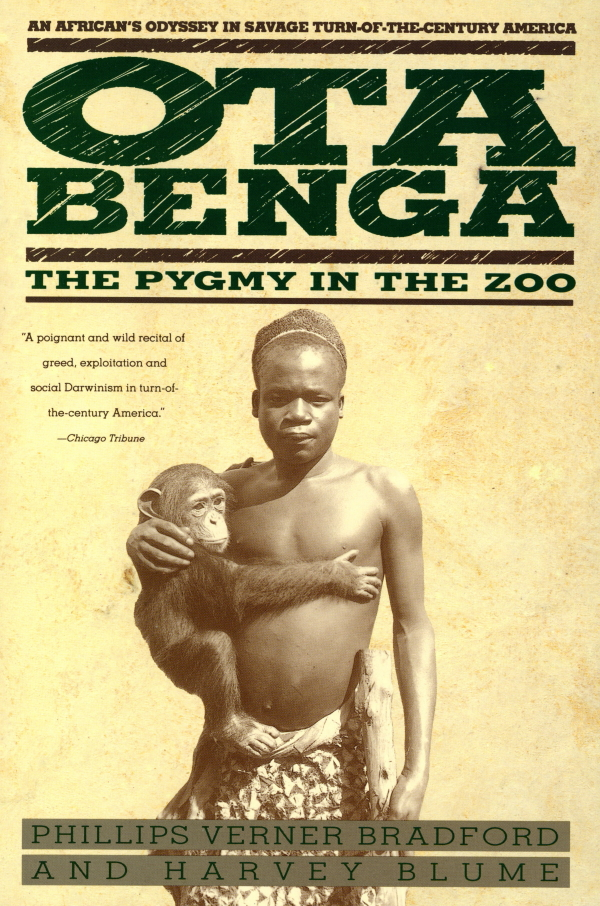 AN AFRICAN'S ODYSSEY IN SAVAGE TURN-OF-THE-CENTURY AMERICA
OTA
BENGA
THE PYGMY IN THE ZOO
"A poignant and wild recital of
greed, exploitation and
social Darwinism in turn-of-
the-century America."
—Chicago Tribune
PHILLIPS VERNER BRADFORD
AND HARVEY BLUME